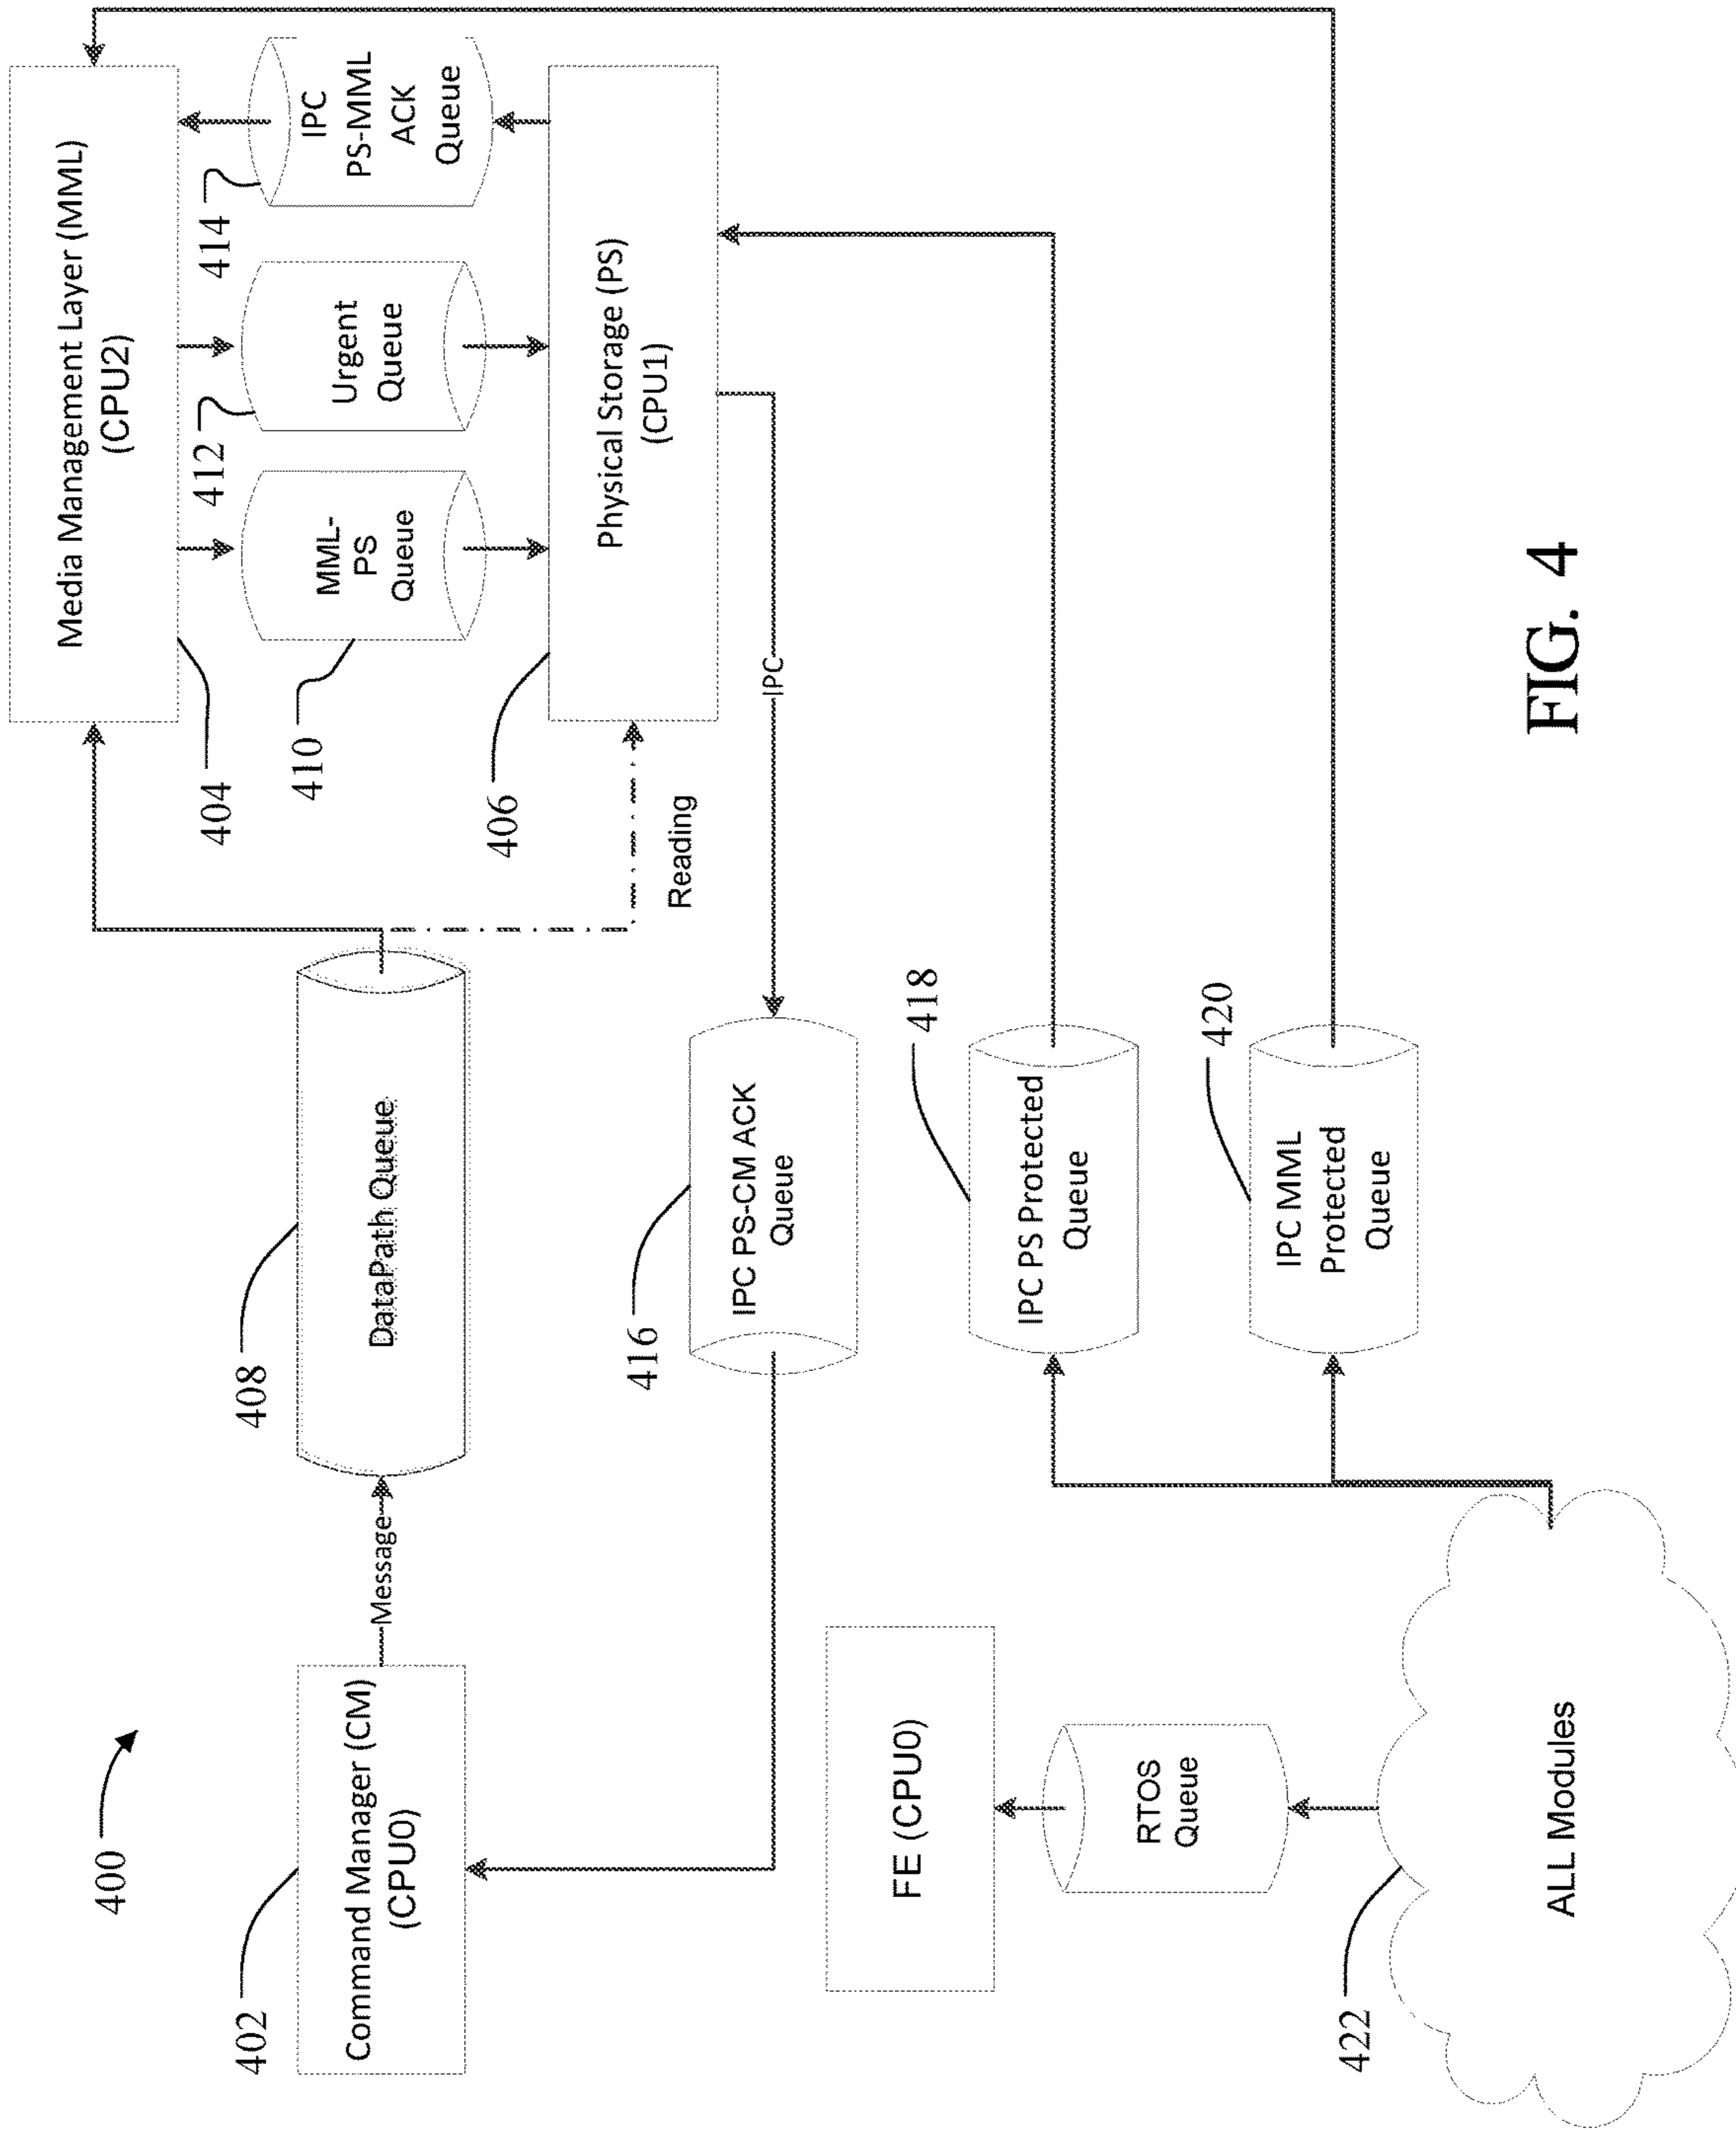 400
402
Command Manager (CM)
(CPU0)
Message
408
DataPath Queue
404
Media Management Layer (MML)
(CPU2)
410
MML-
PS
Queue
412
Urgent
Queue
414
IPC
PS-MML
ACK
Queue
406
Physical Storage (PS)
(CPU1)
Reading
IPC
416
IPC PS-CM ACK
Queue
418
IPC PS Protected
Queue
420
IPC MML
Protected
Queue
FE (CPU0)
RTOS
Queue
422
ALL Modules
FIG. 4